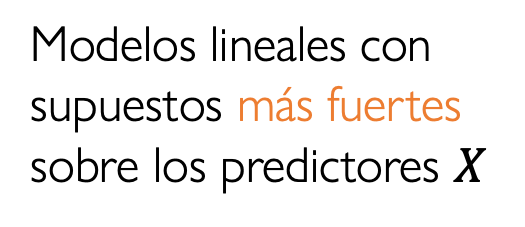 Modelos lineales con
supuestos más fuertes
sobre los predictores X